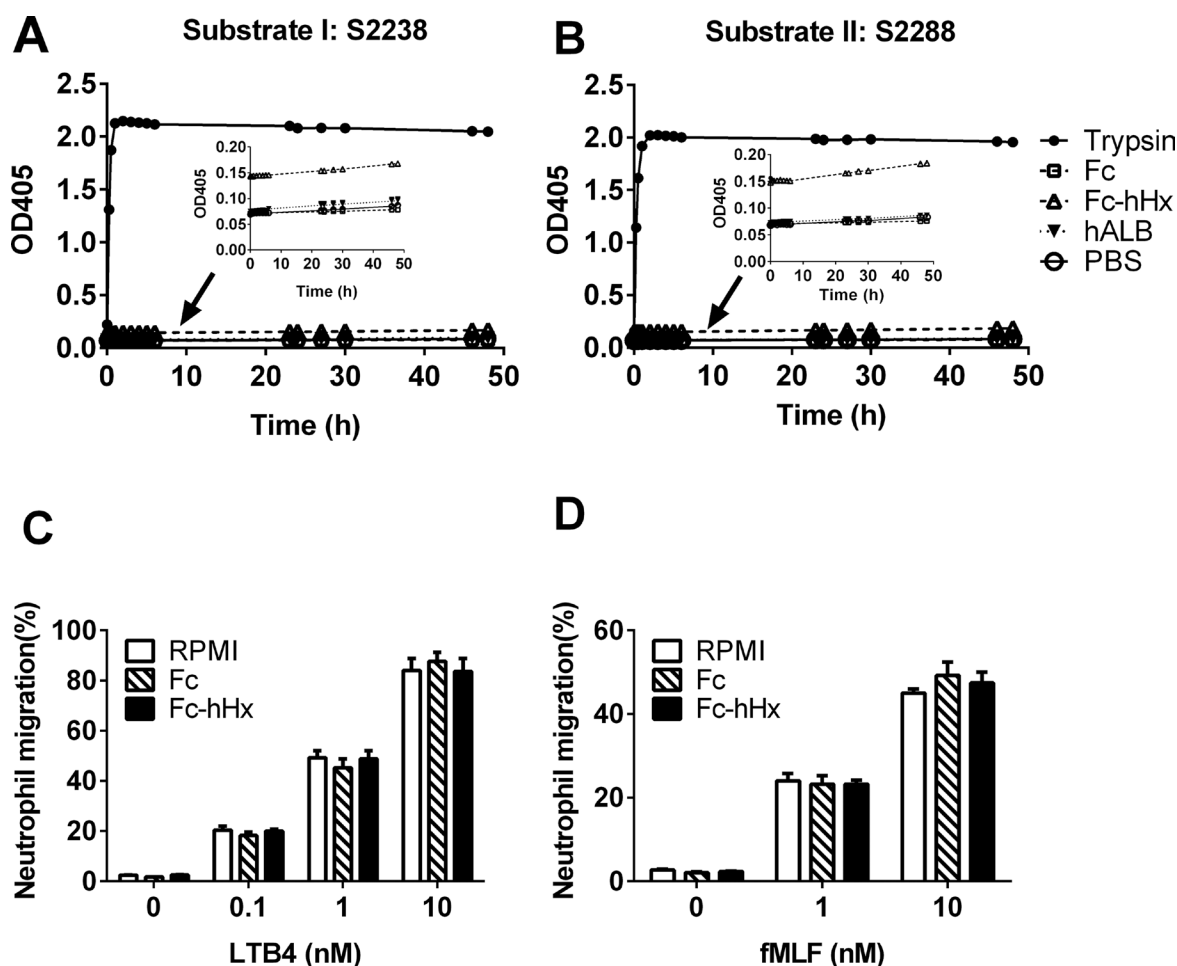 A
Substrate I: S2238
2.5
2.0
1.5
1.0
0.5
0.0
OD405
0 10 20 30 40 50
Time (h)
0.20
0.15
0.10
0.05
0.00
OD405
0 10 20 30 40 50
Time (h)
B
Substrate II: S2288
2.5
2.0
1.5
1.0
0.5
0.0
OD405
0 10 20 30 40 50
Time (h)
0.20
0.15
0.10
0.05
0.00
OD405
0 10 20 30 40 50
Time (h)
Trypsin
Fc
Fc-hHx
hALB
PBS
C
Neutrophil migration(%)
100
80
60
40
20
0
RPMI
Fc
Fc-hHx
0 0.1 1 10
LTB4 (nM)
D
Neutrophil migration(%)
60
40
20
0
RPMI
Fc
Fc-hHx
0 1 10
fMLF (nM)